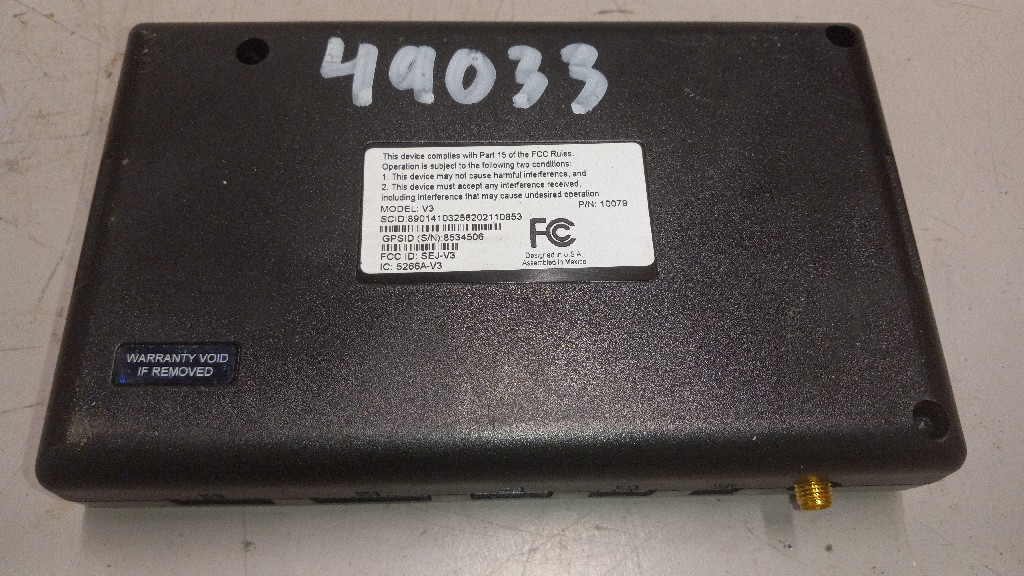 49033
This device complies with Part 15 of the FCC Rules.
Operation is subject to the following two conditions:
1. This device may not cause harmful interference, and
2. This device must accept any interference received,
including interference that may cause undesired operation
MODEL: V3 P/N: 10079
SCID:89014103256202110853
GPSID (S/N):8534506
FCC ID: SEJ-V3
IC: 5266A-V3
FC
Designed in U.S.A.
Assembled in Mexico
WARRANTY VOID
IF REMOVED